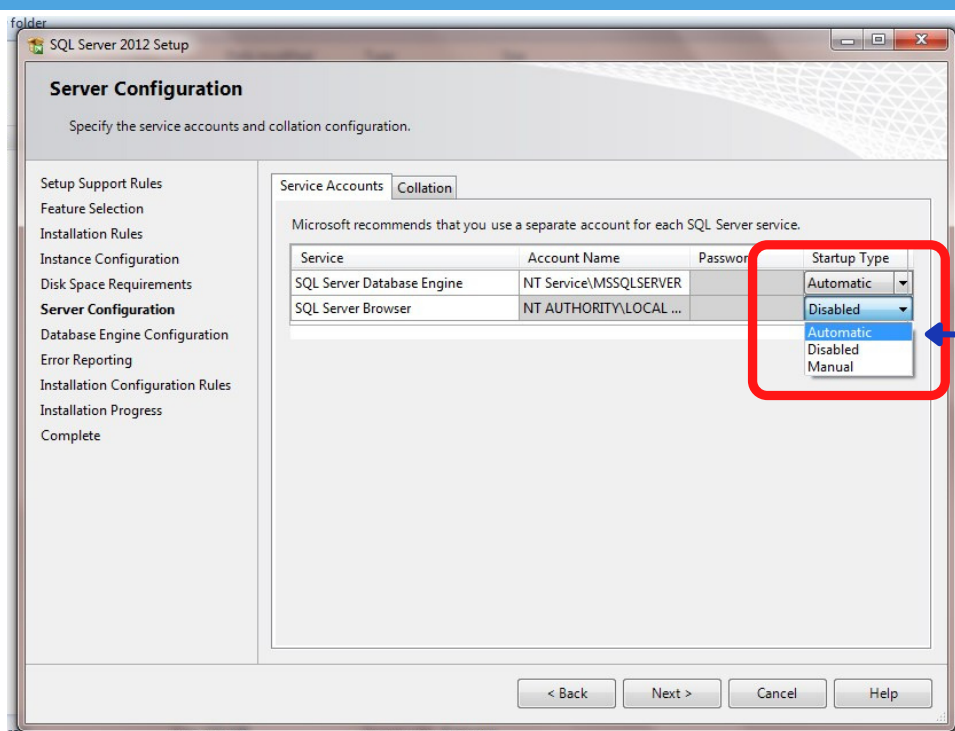 folder
SQL Server 2012 Setup
Server Configuration
Specify the service accounts and collation configuration.
Setup Support Rules
Feature Selection
Installation Rules
Instance Configuration
Disk Space Requirements
Server Configuration
Database Engine Configuration
Error Reporting
Installation Configuration Rules
Installation Progress
Complete
Service Accounts Collation
Microsoft recommends that you use a separate account for each SQL Server service.
Service Account Name Passwor Startup Type
SQL Server Database Engine NT Service\MSSQLSERVER Automatic
SQL Server Browser NT AUTHORITY\LOCAL ... Disabled
Automatic
Disabled
Manual
< Back Next > Cancel Help